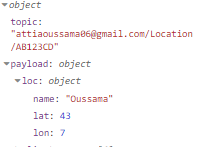 object
topic:
"attiaoussama06@gmail.com/Location
/AB123CD"
payload: object
loc: object
name: "Oussama"
lat: 43
lon: 7